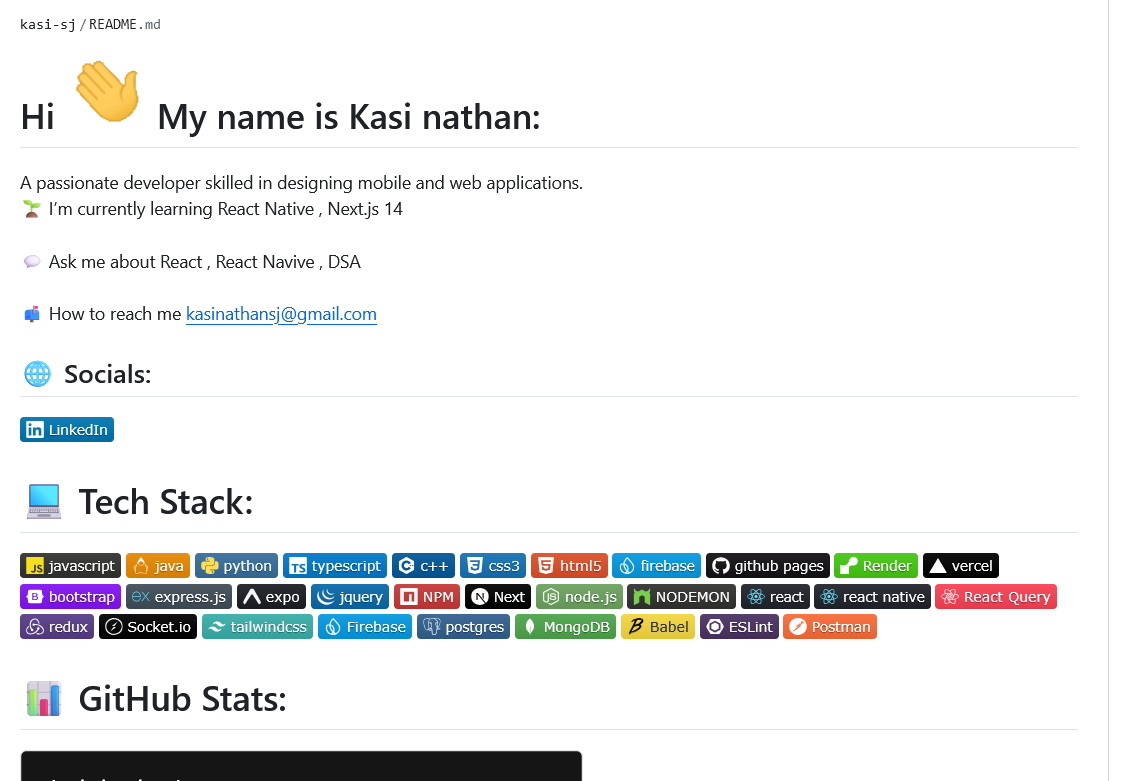 kasi-sj/README.md
Hi 👋 My name is Kasi nathan:
A passionate developer skilled in designing mobile and web applications.
🌱 I'm currently learning React Native , Next.js 14
💬 Ask me about React , React Navive , DSA
📫 How to reach me kasinathansj@gmail.com
🌐 Socials:
LinkedIn
💻 Tech Stack:
javascript java python typescript c++ css3 html5 firebase github pages Render vercel
bootstrap express.js expo jquery NPM Next node.js NODEMON react react native React Query
redux Socket.io tailwindcss Firebase postgres MongoDB Babel ESLint Postman
📊 GitHub Stats: